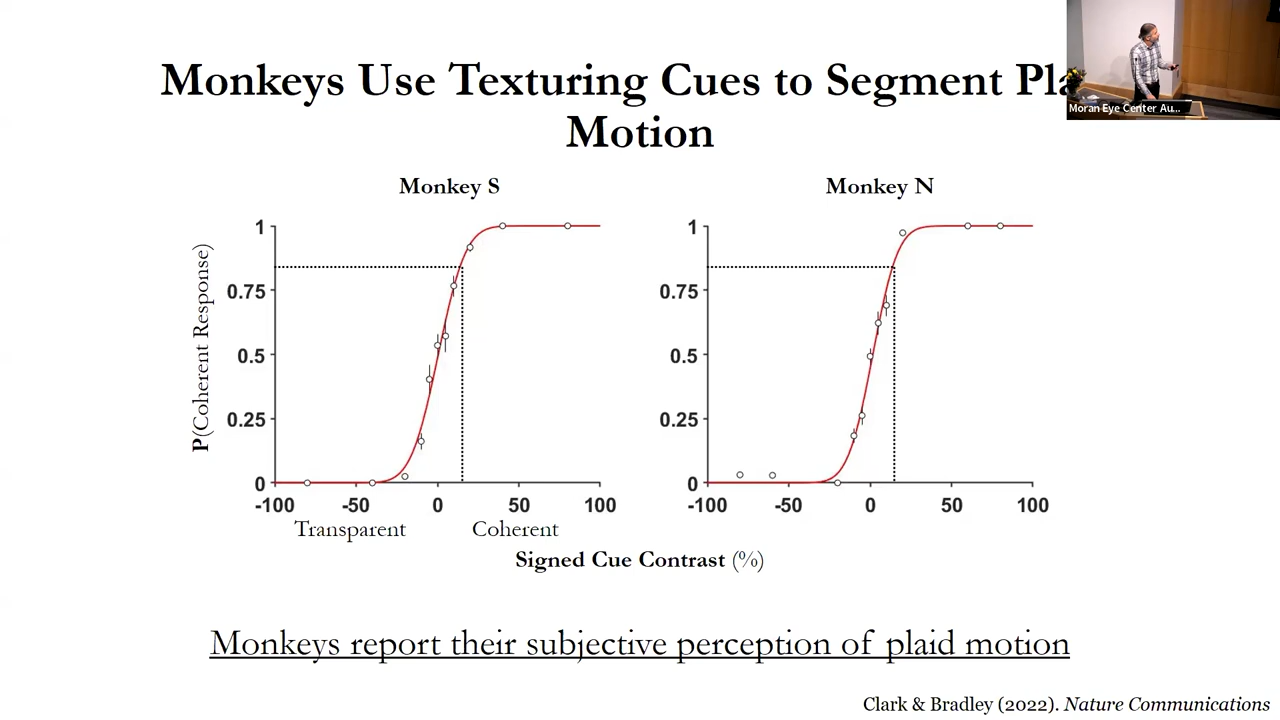 Monkeys Use Texturing Cues to Segment Pla
Motion
Moran Eye Center Au...
Monkey S
Monkey N
P(Coherent Response)
1
0.75
0.5
0.25
0
-100
-50
0
50
100
Transparent
Coherent
1
0.75
0.5
0.25
0
-100
-50
0
50
100
Signed Cue Contrast (%)
Monkeys report their subjective perception of plaid motion
Clark & Bradley (2022). Nature Communications